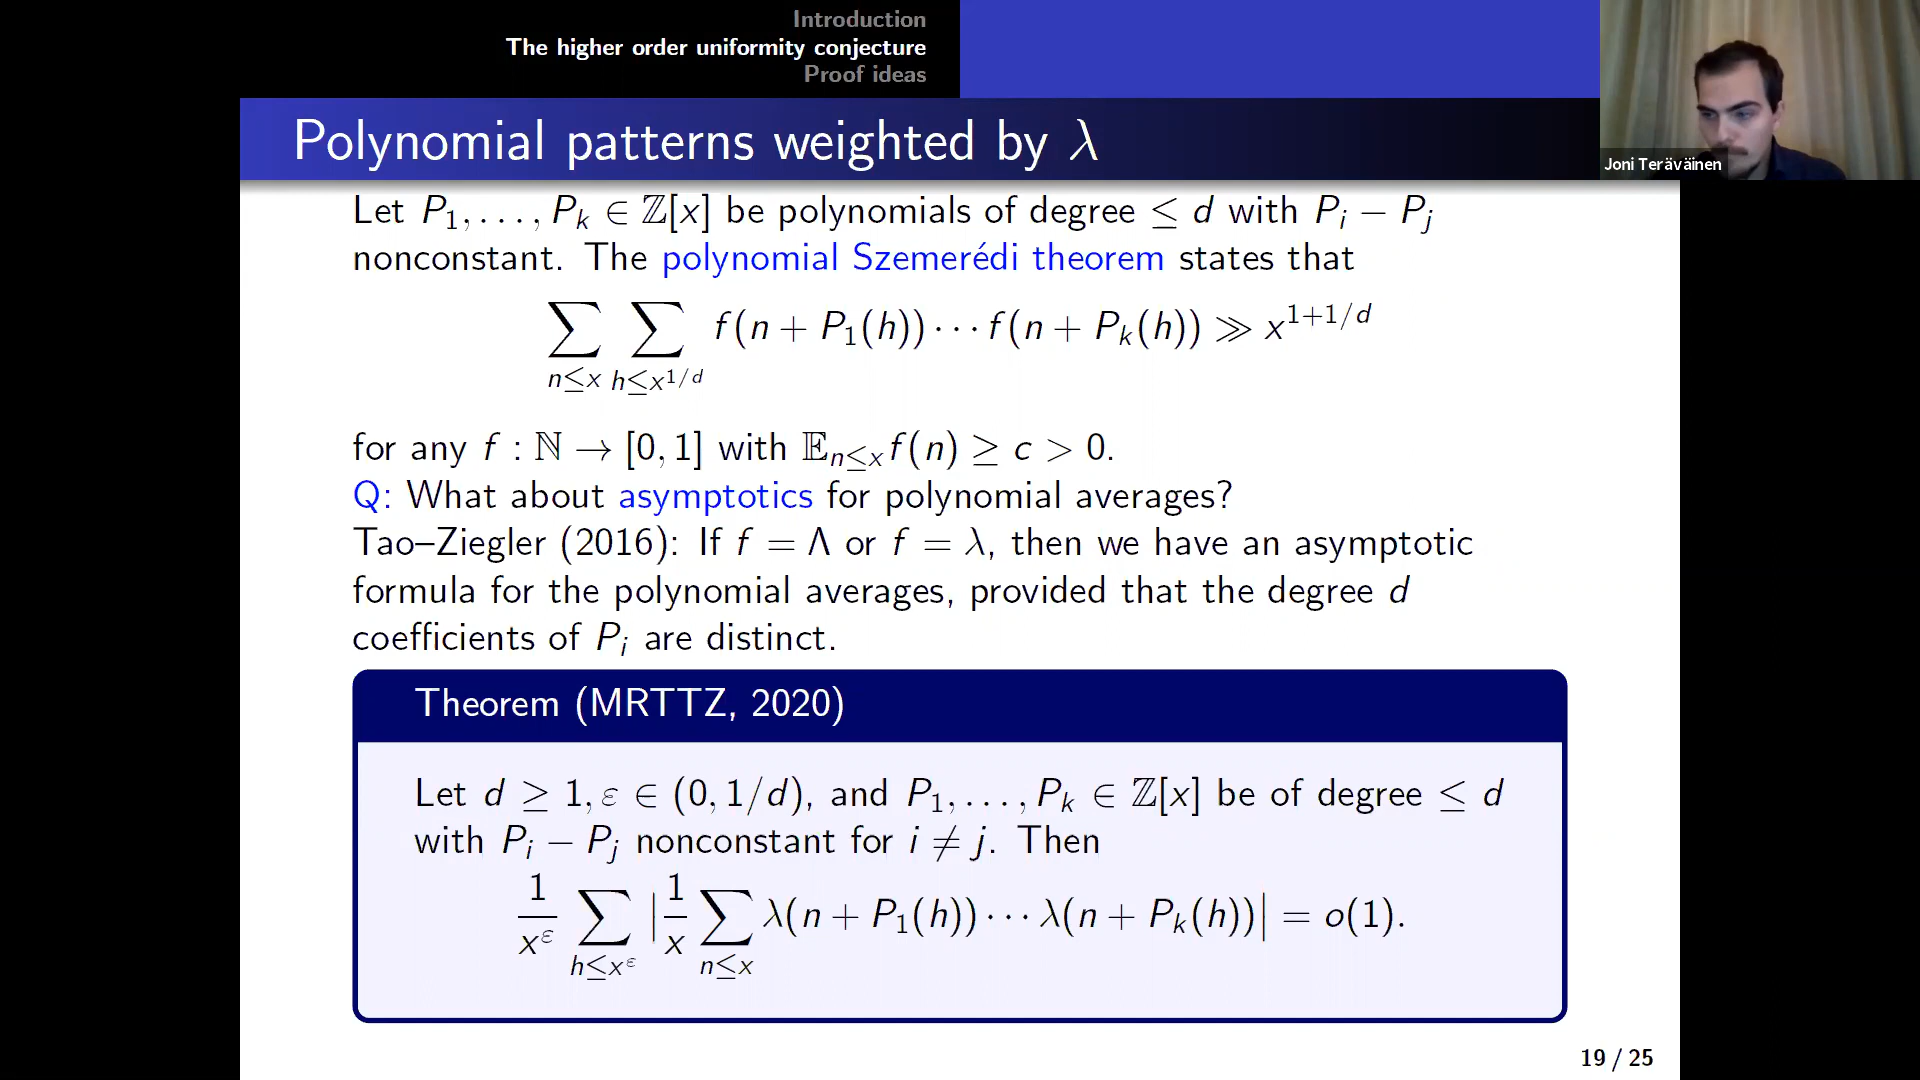 Introduction
The higher order uniformity conjecture
Proof ideas
Joni Teräväinen
Polynomial patterns weighted by λ
Let P₁, . . . , Pₖ ∈ ℤ[x] be polynomials of degree ≤ d with Pᵢ − Pⱼ
nonconstant. The polynomial Szemerédi theorem states that
∑_{n≤x} ∑_{h≤x^{1/d}} f(n + P₁(h)) · · · f(n + Pₖ(h)) ≫ x^{1+1/d}
for any f : ℕ → [0, 1] with 𝔼_{n≤x} f(n) ≥ c > 0.
Q: What about asymptotics for polynomial averages?
Tao–Ziegler (2016): If f = Λ or f = λ, then we have an asymptotic
formula for the polynomial averages, provided that the degree d
coefficients of Pᵢ are distinct.
Theorem (MRTTZ, 2020)
Let d ≥ 1, ε ∈ (0, 1/d), and P₁, . . . , Pₖ ∈ ℤ[x] be of degree ≤ d
with Pᵢ − Pⱼ nonconstant for i ≠ j. Then
1/x^ε ∑_{h≤x^ε} |1/x ∑_{n≤x} λ(n + P₁(h)) · · · λ(n + Pₖ(h))| = o(1).
19 / 25